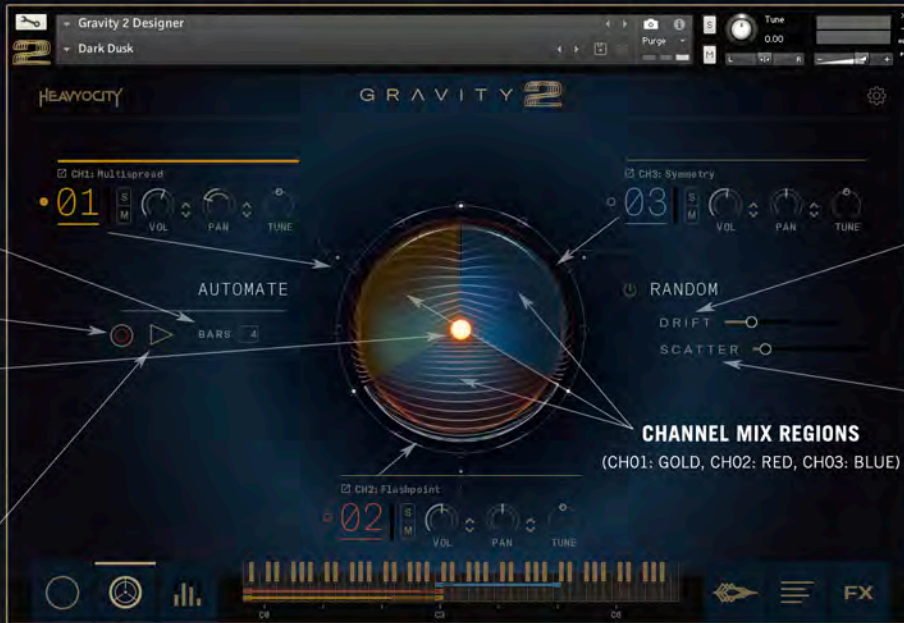 Gravity 2 Designer
Dark Dusk
Purge
S
M
Tune
0.00
L
R
HEAVYOCITY
GRAVITY 2
CH1: Multispread
01
S
M
VOL
PAN
TUNE
CH3: Symmetry
03
S
M
VOL
PAN
TUNE
AUTOMATE
BARS 4
RANDOM
DRIFT
SCATTER
CHANNEL MIX REGIONS
(CH01: GOLD, CH02: RED, CH03: BLUE)
CH2: Flashpoint
02
S
M
VOL
PAN
TUNE
C0
C3
C6
FX